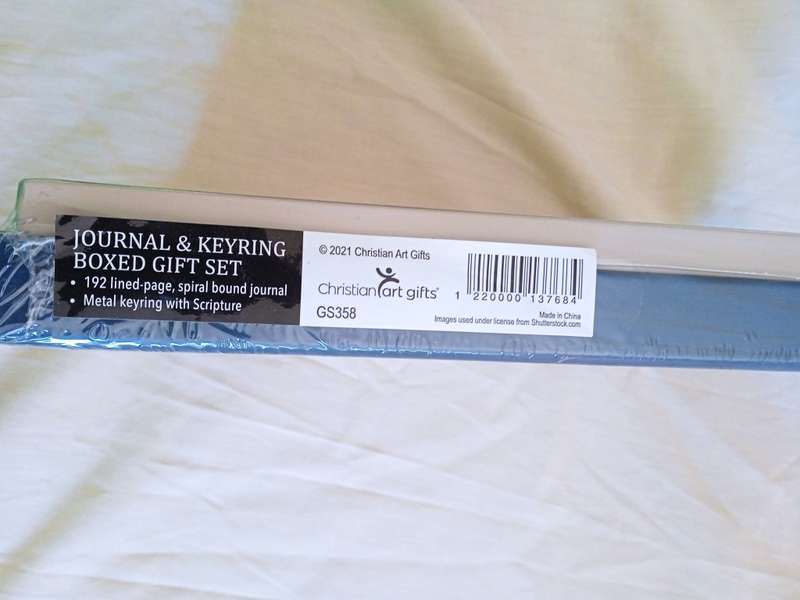 JOURNAL & KEYRING
BOXED GIFT SET
• 192 lined-page, spiral bound journal
• Metal keyring with Scripture
© 2021 Christian Art Gifts
Christian art gifts®
GS358
1 220000 137684
Made in China
Images used under license from Shutterstock.com